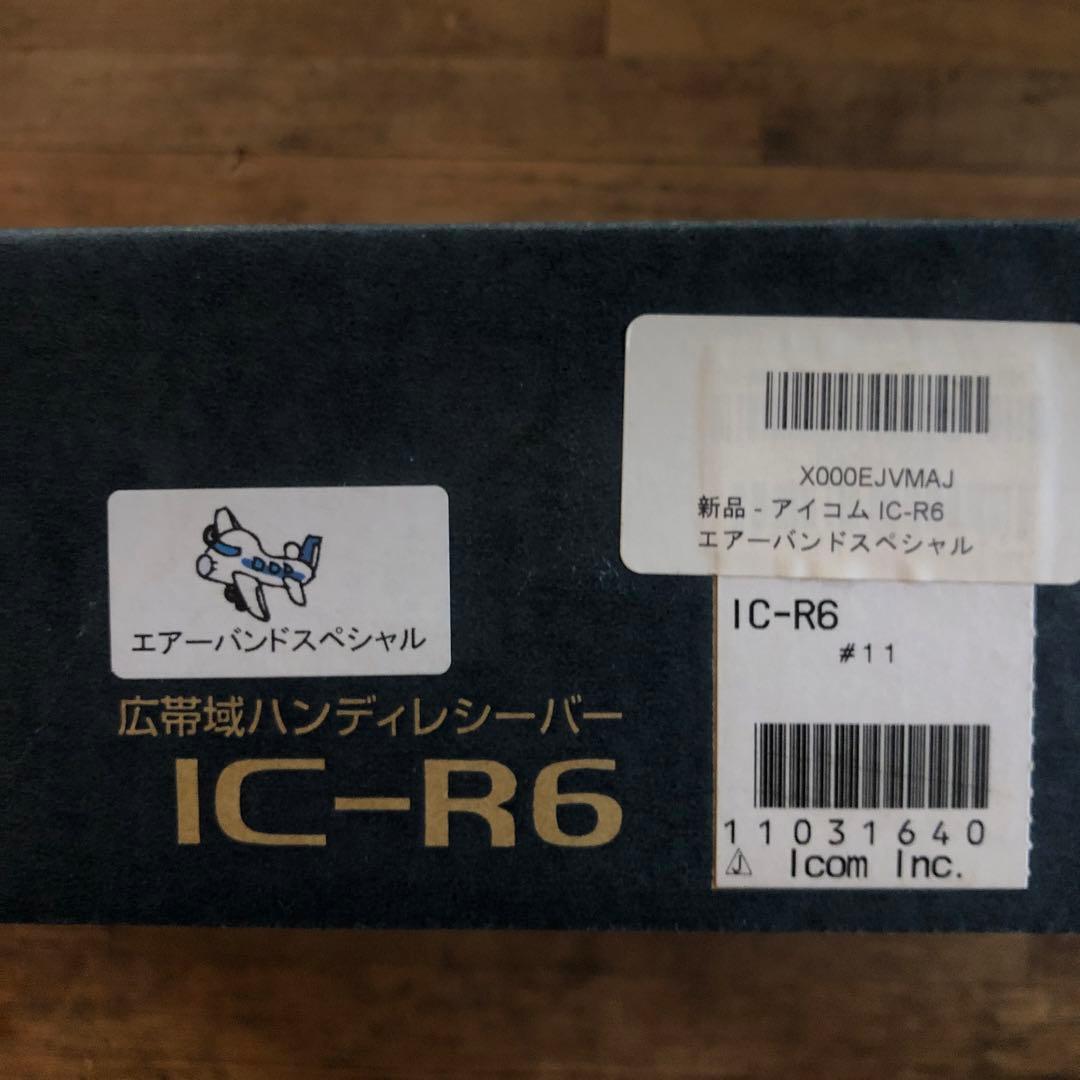 X000EJVMAJ
新品 - アイコム IC-R6
エアーバンドスペシャル
エアーバンドスペシャル
広帯域ハンディレシーバー
IC-R6
IC-R6
#11
11031640
Icom Inc.